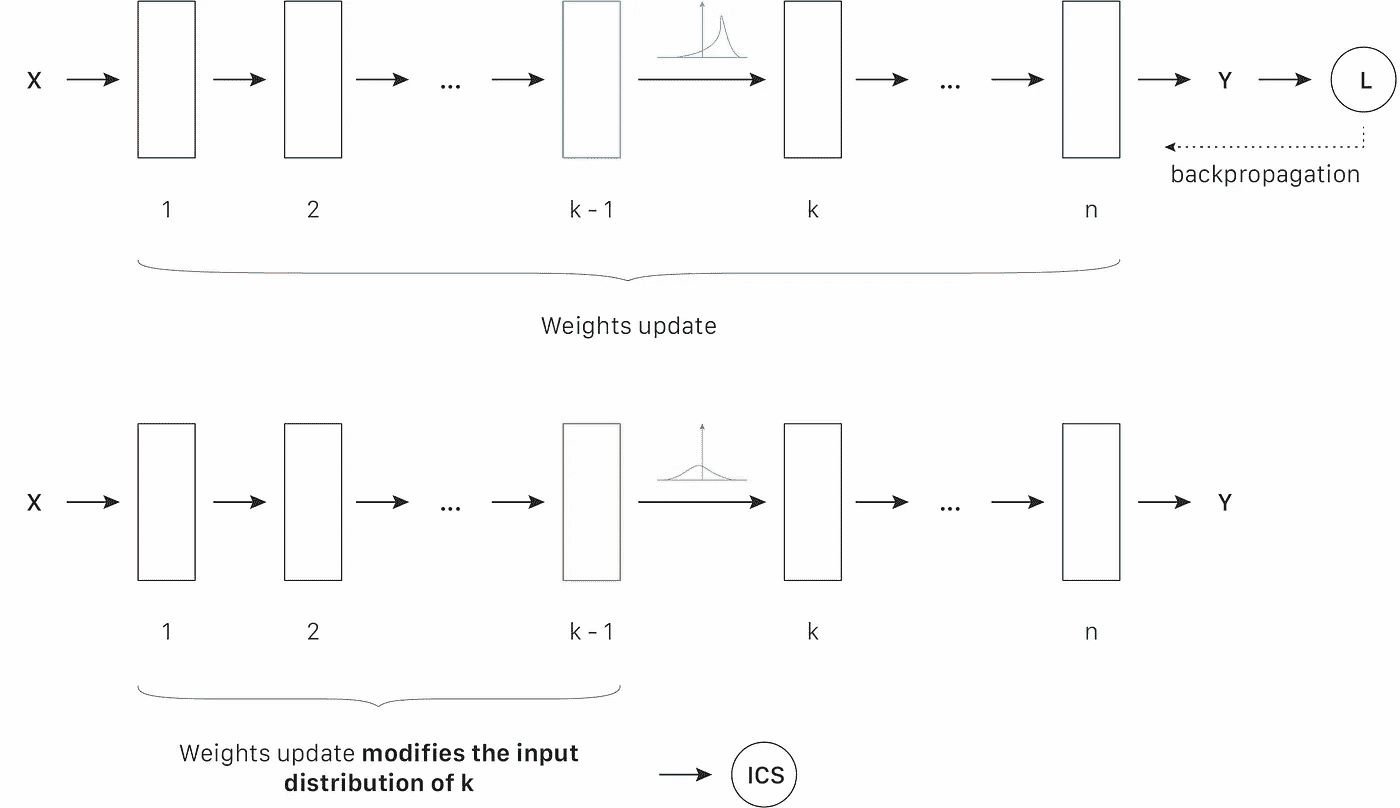 X ... Y L
backpropagation
1 2 k - 1 k ... n
Weights update
X ... ... Y
1 2 k - 1 k n
Weights update modifies the input
distribution of k
ICS